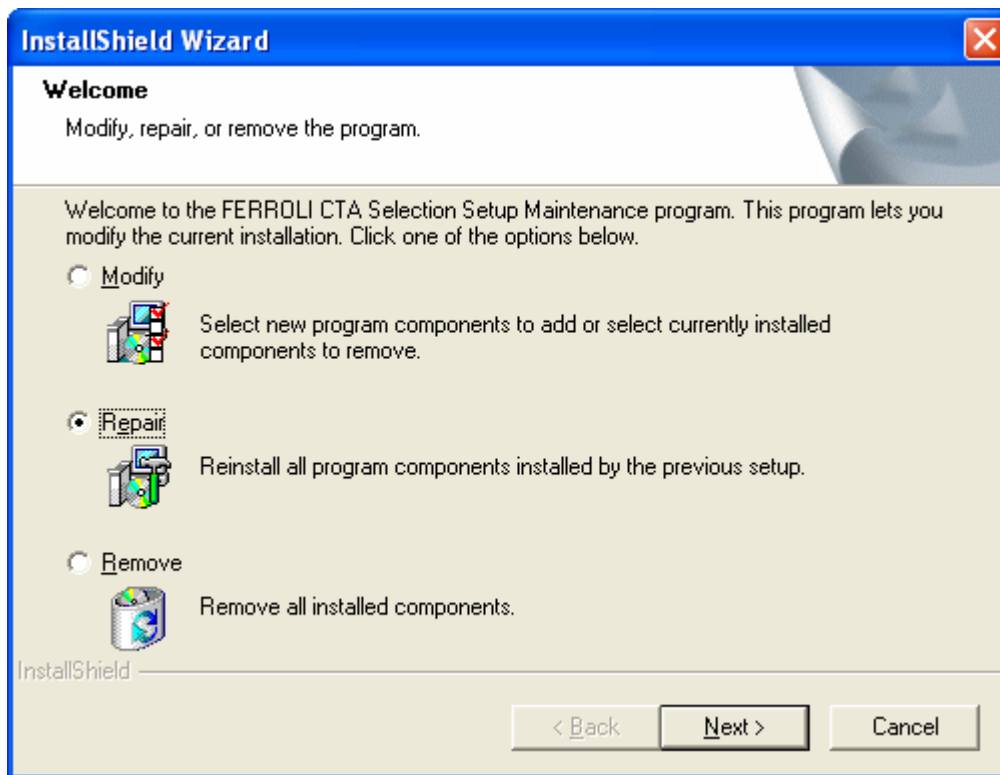 InstallShield Wizard
Welcome
Modify, repair, or remove the program.
Welcome to the FERROLI CTA Selection Setup Maintenance program. This program lets you
modify the current installation. Click one of the options below.
Modify
Select new program components to add or select currently installed
components to remove.
Repair
Reinstall all program components installed by the previous setup.
Remove
Remove all installed components.
InstallShield
< Back
Next >
Cancel